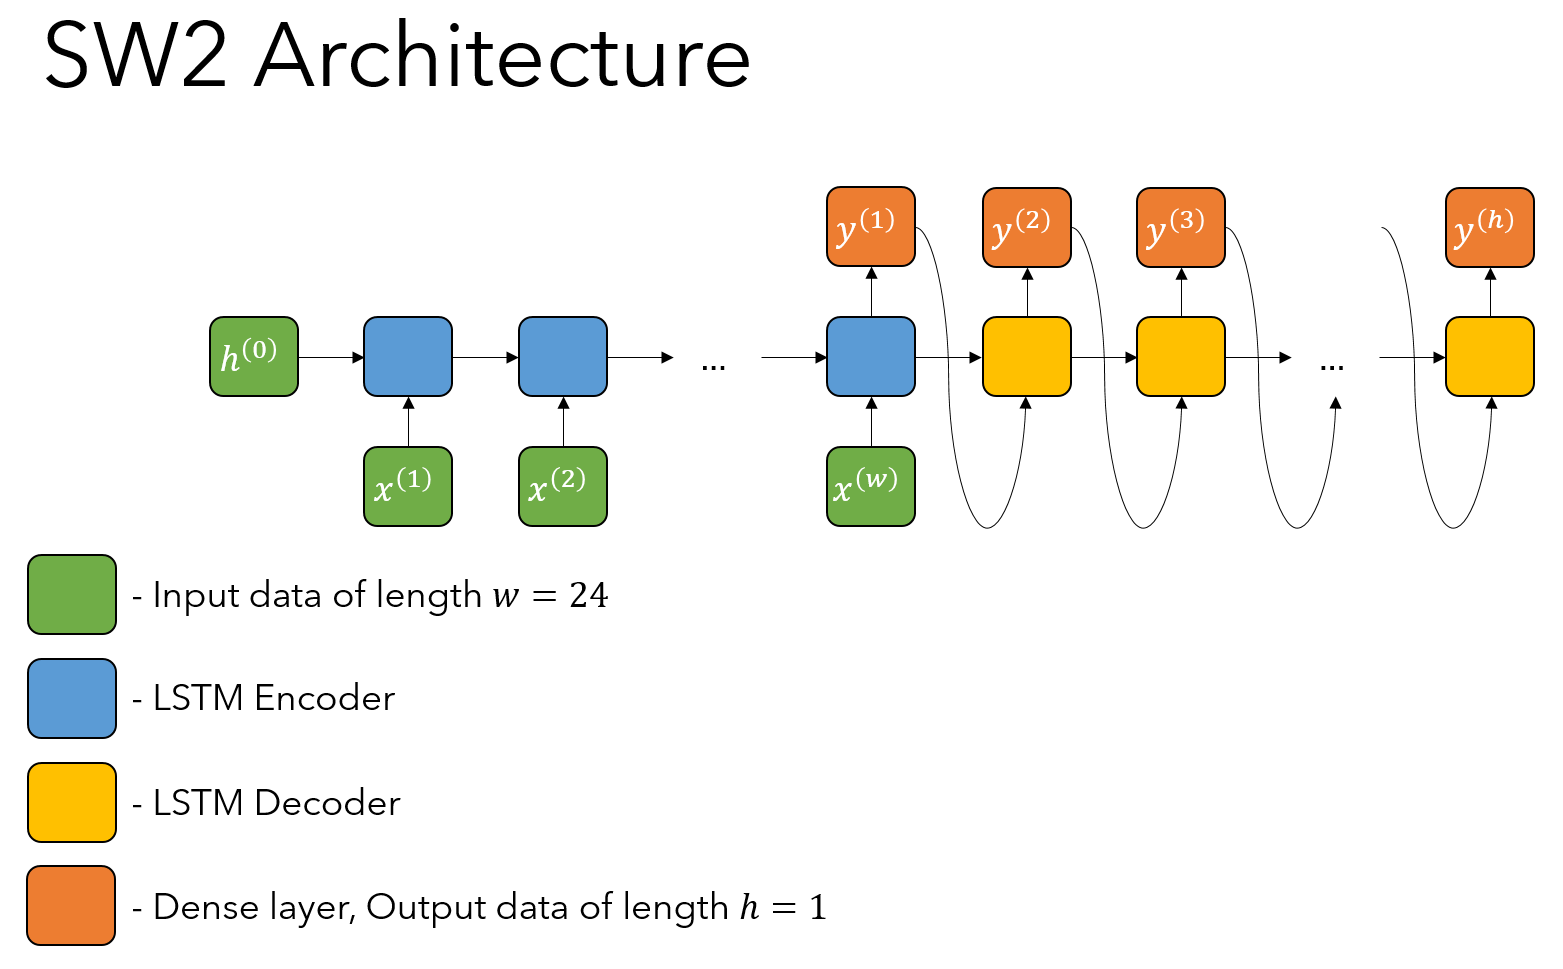 SW2 Architecture
y⁽¹⁾ y⁽²⁾ y⁽³⁾ y⁽ʰ⁾
h⁽⁰⁾ ... ...
x⁽¹⁾ x⁽²⁾ x⁽ʷ⁾
- Input data of length w = 24
- LSTM Encoder
- LSTM Decoder
- Dense layer, Output data of length h = 1